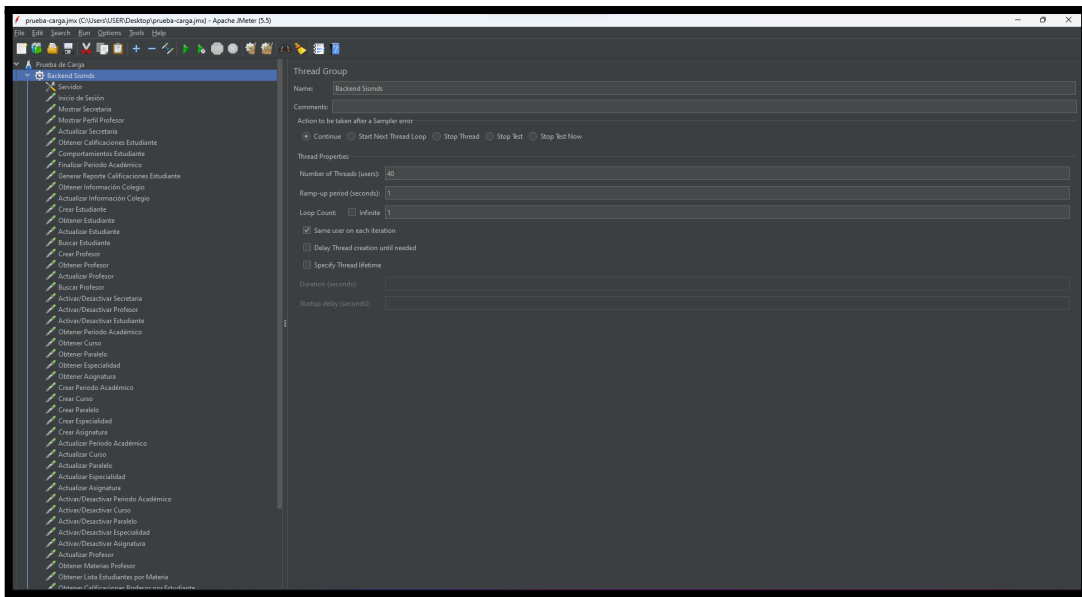 prueba-carga.jmx (C:\Users\USER\Desktop\prueba-carga.jmx) - Apache JMeter (5.5)
File Edit Search Run Options Tools Help
Prueba de Carga
Backend Sismds
Servidor
Inicio de Sesión
Mostrar Secretaria
Mostrar Perfil Profesor
Actualizar Secretaria
Obtener Calificaciones Estudiante
Comportamientos Estudiante
Finalizar Periodo Académico
Generar Reporte Calificaciones Estudiante
Obtener Información Colegio
Actualizar Información Colegio
Crear Estudiante
Obtener Estudiante
Actualizar Estudiante
Buscar Estudiante
Crear Profesor
Obtener Profesor
Actualizar Profesor
Buscar Profesor
Activar/Desactivar Secretaria
Activar/Desactivar Profesor
Activar/Desactivar Estudiante
Obtener Periodo Académico
Obtener Curso
Obtener Paralelo
Obtener Especialidad
Obtener Asignatura
Crear Periodo Académico
Crear Curso
Crear Paralelo
Crear Especialidad
Crear Asignatura
Actualizar Periodo Académico
Actualizar Curso
Actualizar Paralelo
Actualizar Especialidad
Actualizar Asignatura
Activar/Desactivar Periodo Académico
Activar/Desactivar Curso
Activar/Desactivar Paralelo
Activar/Desactivar Especialidad
Activar/Desactivar Asignatura
Actualizar Profesor
Obtener Materias Profesor
Obtener Lista Estudiantes por Materia
Obtener Calificaciones Profesor por Estudiante
Thread Group
Name: Backend Sismds
Comments:
Action to be taken after a Sampler error
Continue Start Next Thread Loop Stop Thread Stop Test Stop Test Now
Thread Properties
Number of Threads (users): 40
Ramp-up period (seconds): 1
Loop Count: Infinite 1
Same user on each iteration
Delay Thread creation until needed
Specify Thread lifetime
Duration (seconds):
Startup delay (seconds):